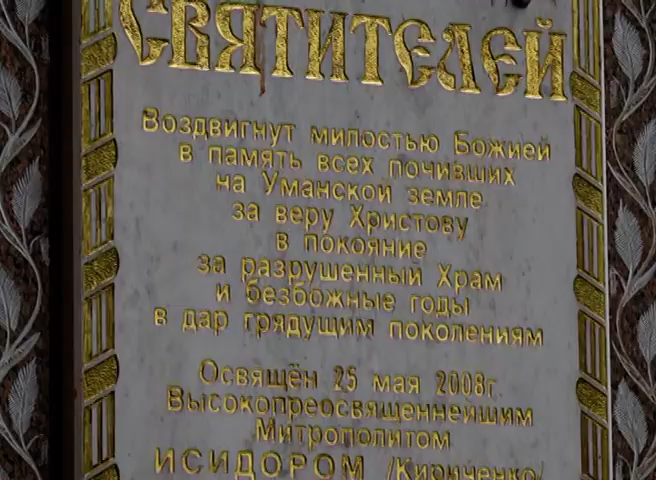 СВЯТИТЕЛЕЙ
Воздвигнут милостью Божией
в память всех почивших
на Уманской земле
за веру Христову
в покояние
за разрушенный Храм
и безбожные годы
в дар грядущим поколениям
Освящён 25 мая 2008г.
Высокопреосвященнейшим
Митрополитом
ИСИДОРОМ /Кириченко/